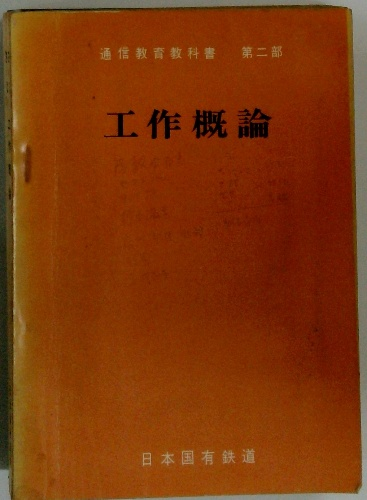 通信教育教科書 第二部
工作概論
日本国有鉄道